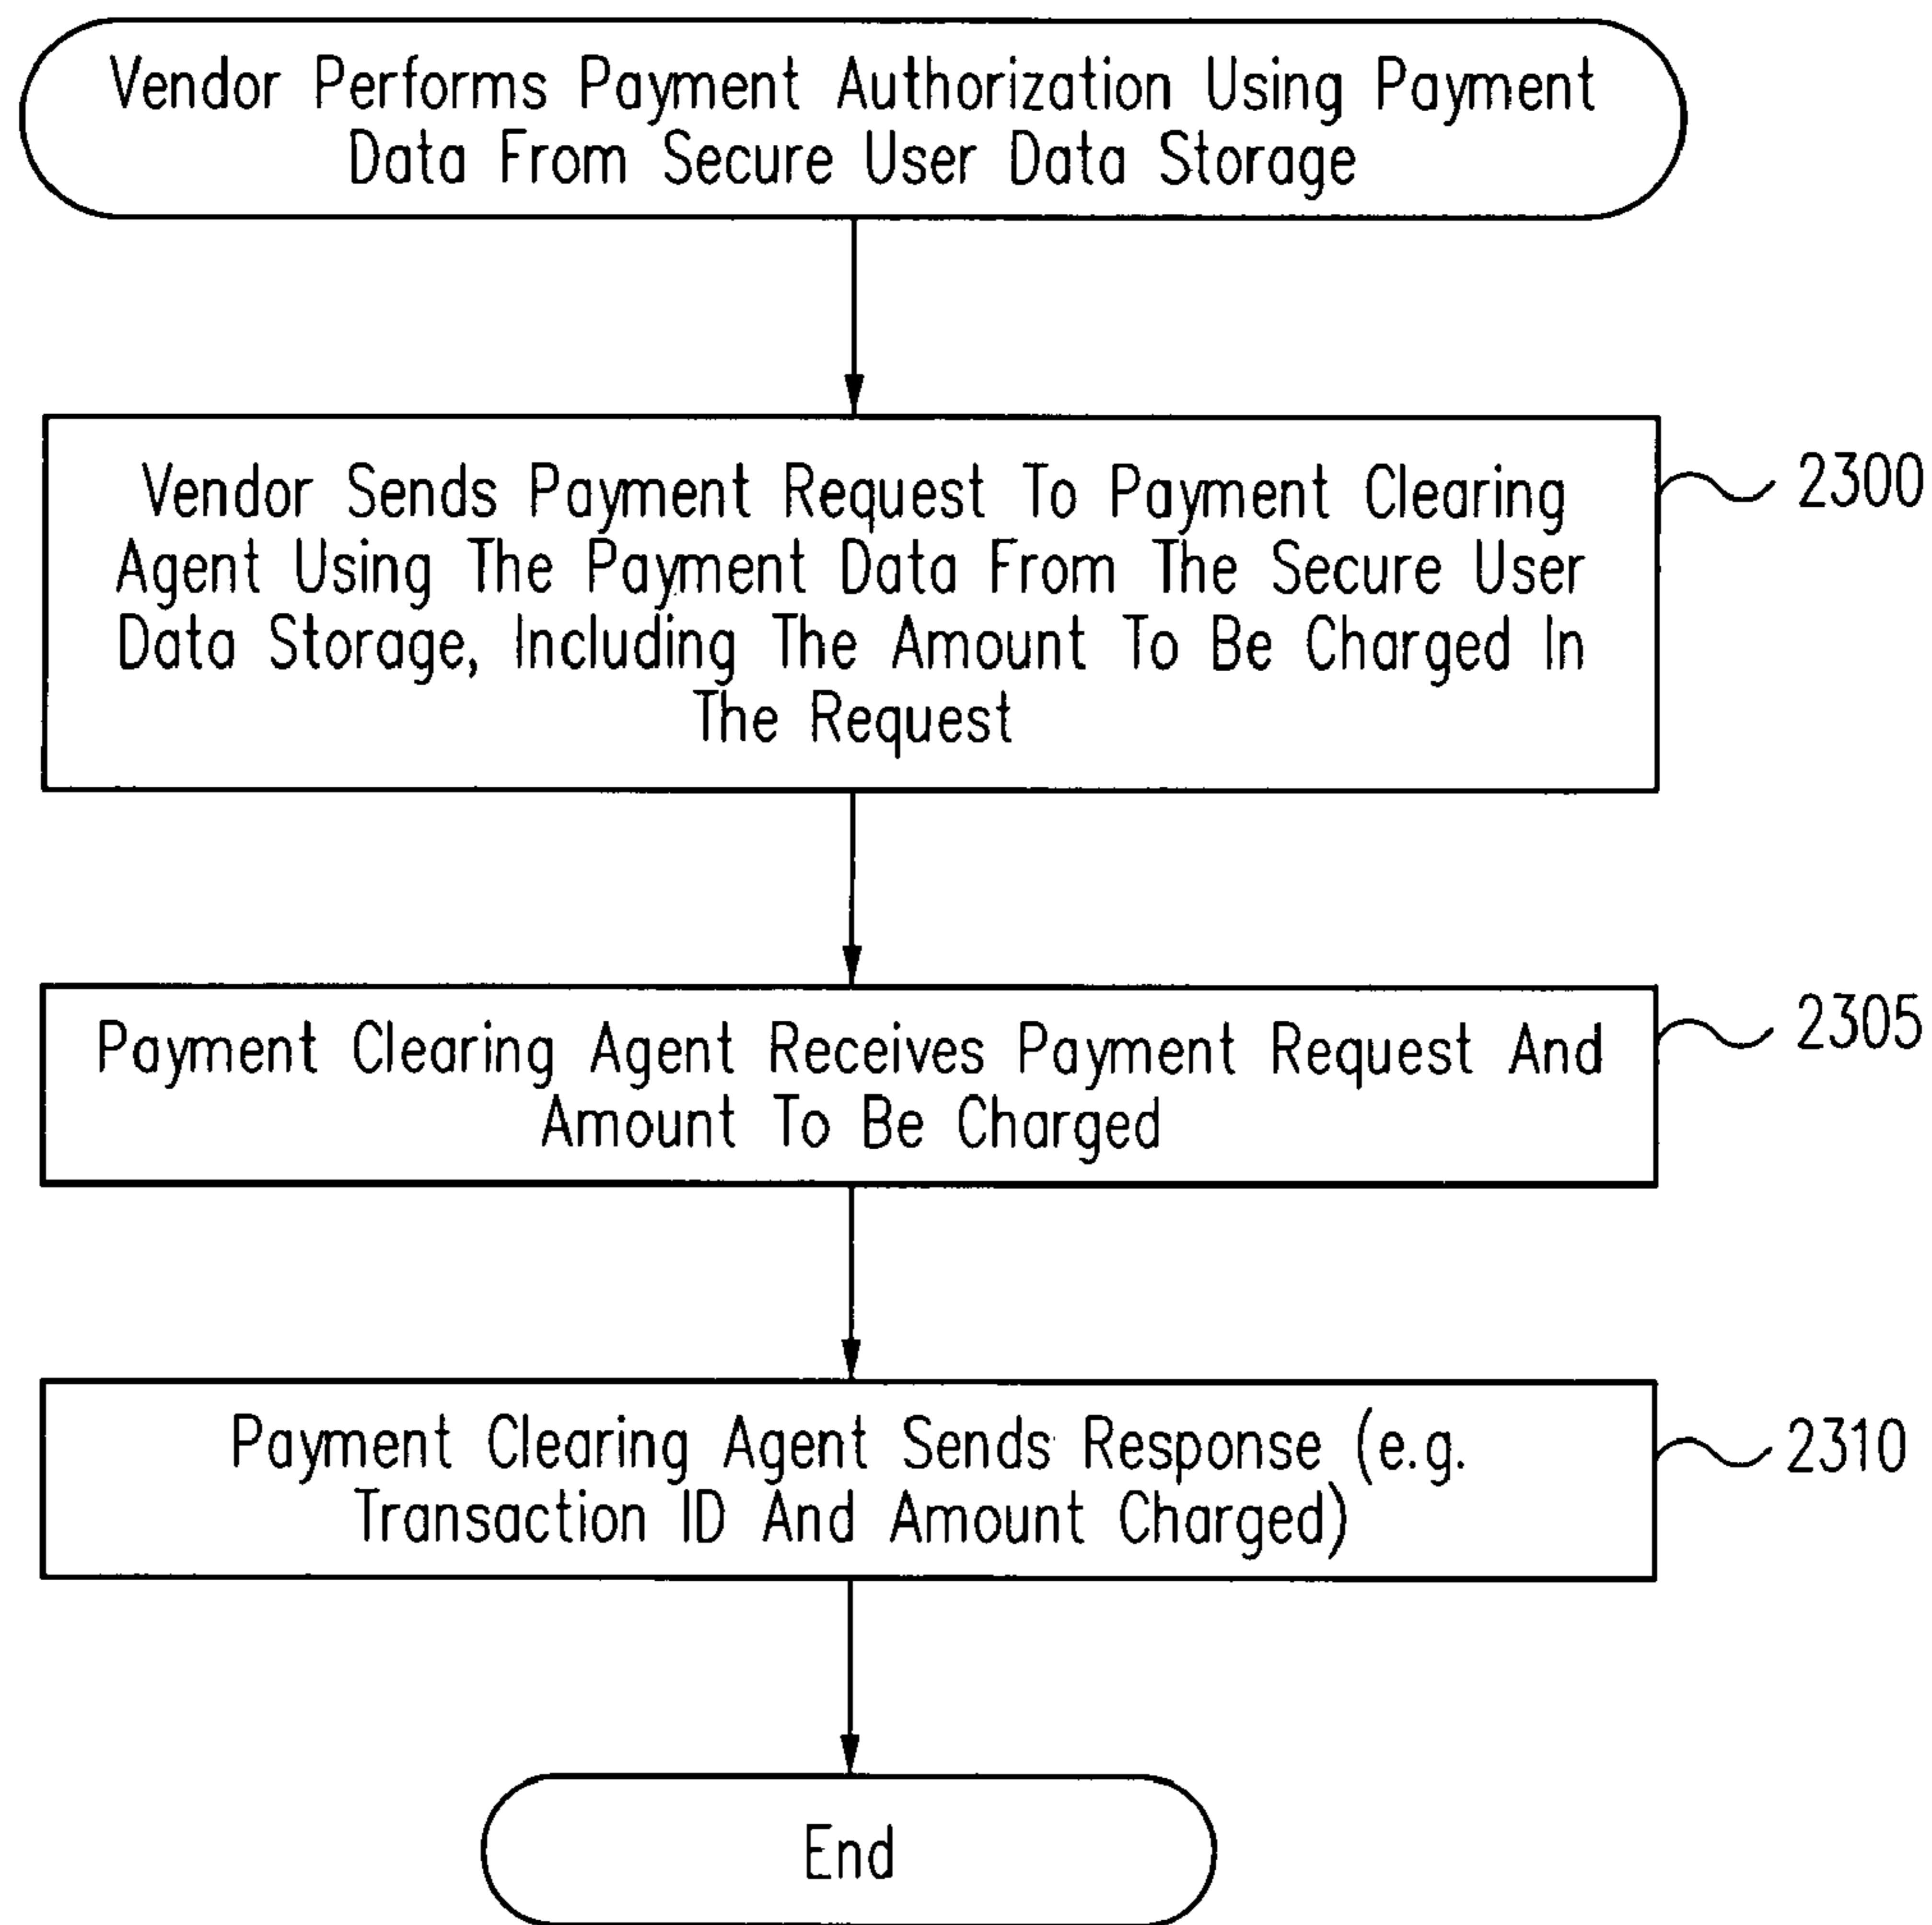 Vendor Performs Payment Authorization Using Payment
Data From Secure User Data Storage
Vendor Sends Payment Request To Payment Clearing
Agent Using The Payment Data From The Secure User
Data Storage, Including The Amount To Be Charged In
The Request
2300
Payment Clearing Agent Receives Payment Request And
Amount To Be Charged
2305
Payment Clearing Agent Sends Response (e.g.
Transaction ID And Amount Charged)
2310
End